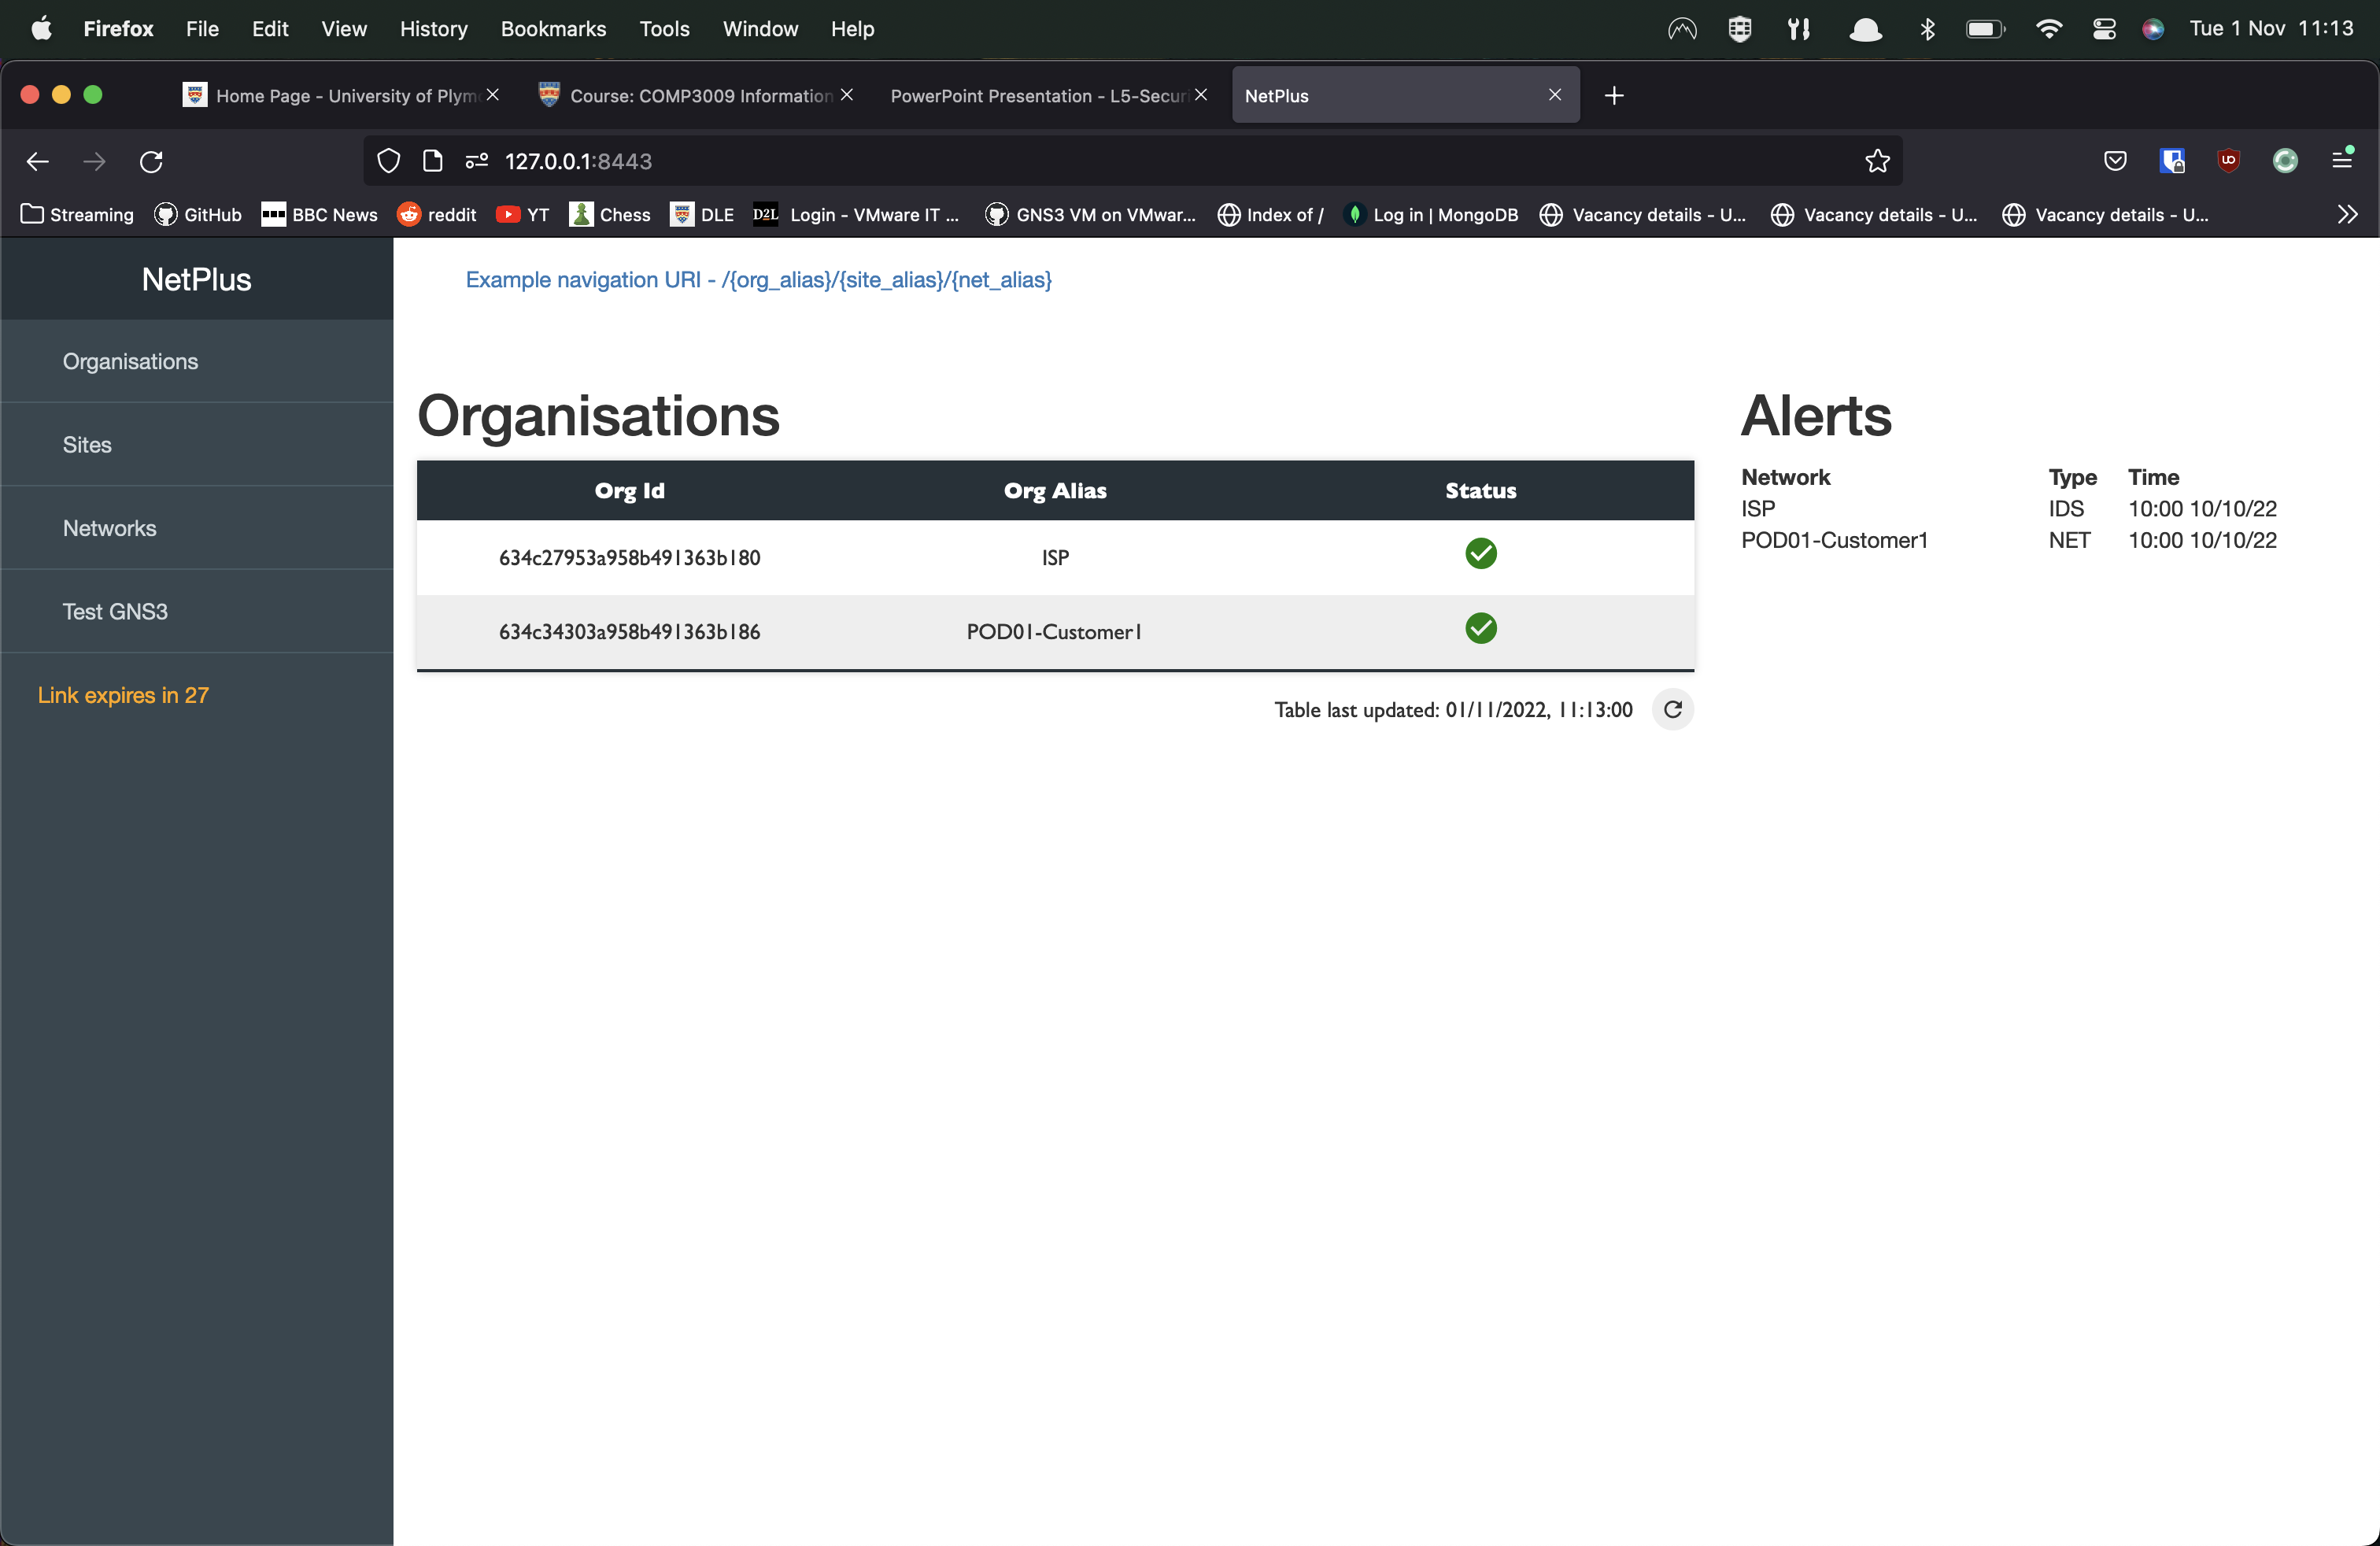 Firefox File Edit View History Bookmarks Tools Window Help Tue 1 Nov 11:13
Home Page - University of Plym Course: COMP3009 Information PowerPoint Presentation - L5-Securi NetPlus
127.0.0.1:8443
Streaming GitHub BBC News reddit YT Chess DLE D2L Login - VMware IT ... GNS3 VM on VMwar... Index of / Log in | MongoDB Vacancy details - U... Vacancy details - U... Vacancy details - U...
NetPlus
Organisations
Sites
Networks
Test GNS3
Link expires in 27
Example navigation URI - /{org_alias}/{site_alias}/{net_alias}
Organisations
Org Id Org Alias Status
634c27953a958b491363b180 ISP
634c34303a958b491363b186 POD01-Customer1
Table last updated: 01/11/2022, 11:13:00
Alerts
Network Type Time
ISP IDS 10:00 10/10/22
POD01-Customer1 NET 10:00 10/10/22